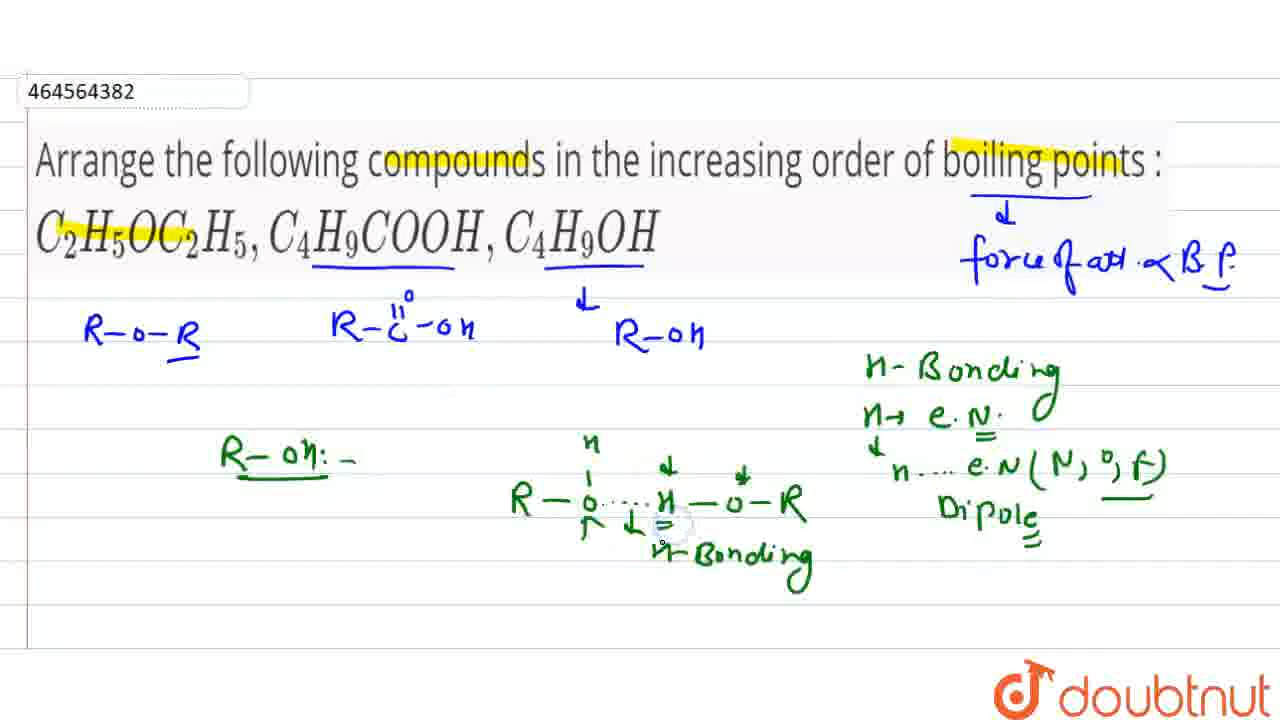 464564382
Arrange the following compounds in the increasing order of boiling points :
C₂H₅OC₂H₅, C₄H₉COOH, C₄H₉OH
force of att. ∝ B.P.
R-O-R
R-C-OH
O
R-OH
H-Bonding
H→ e.N.
H.... e.N (N, O, F)
Dipole
R-OH:-
H
R-O.....H-O-R
H-Bonding
doubtnut